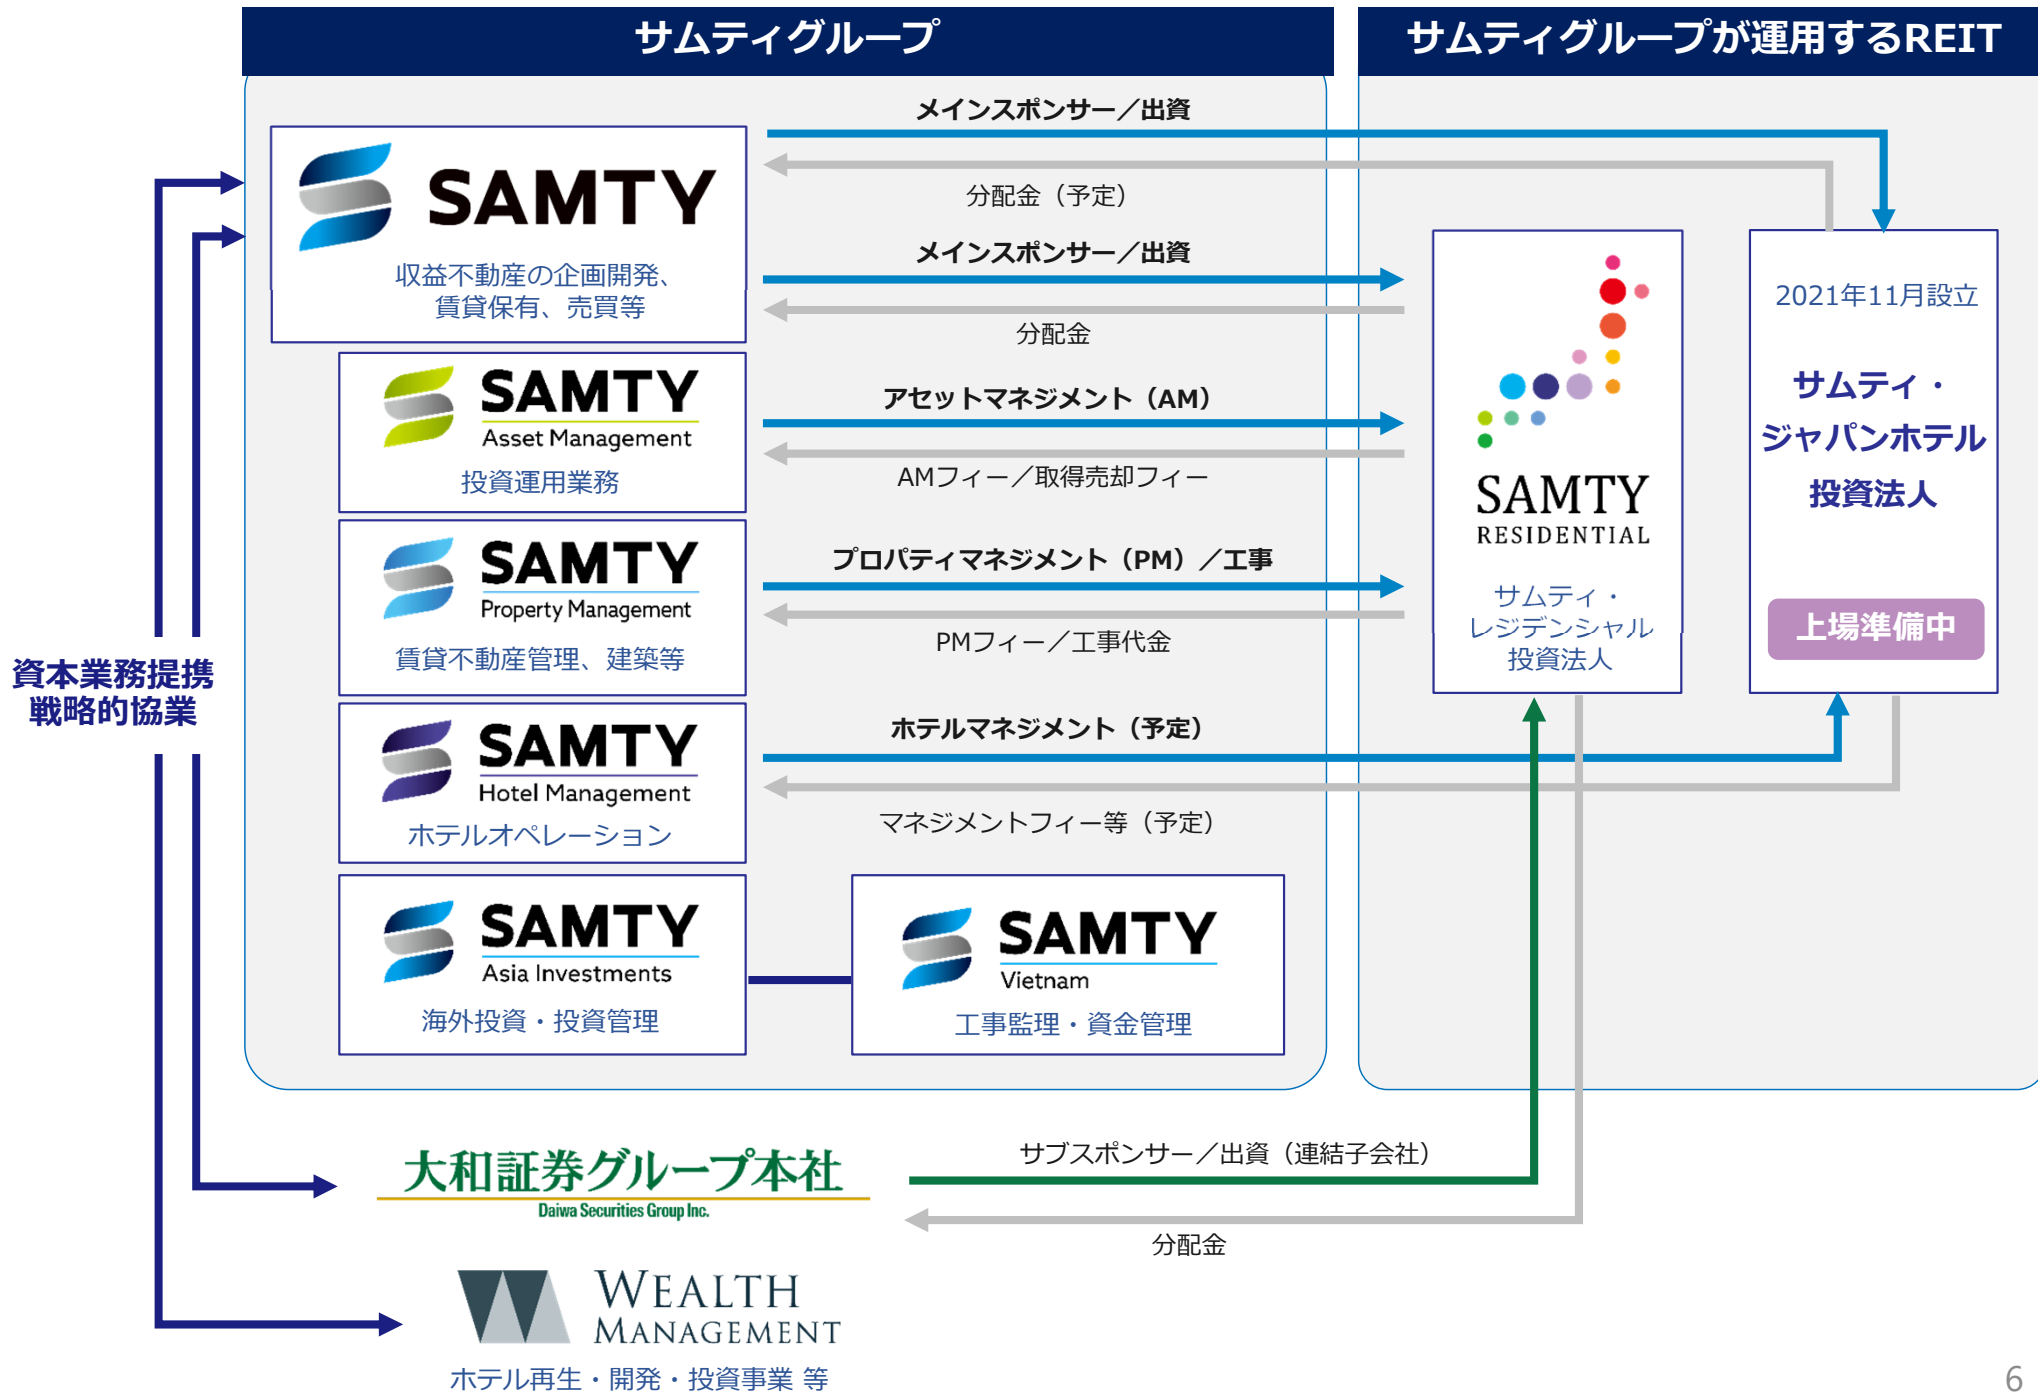 サムティグループ
サムティグループが運用するREIT
メインスポンサー／出資
分配金（予定）
SAMTY
収益不動産の企画開発、
賃貸保有、売買等
メインスポンサー／出資
分配金
SAMTY
Asset Management
投資運用業務
アセットマネジメント（AM）
AMフィー／取得売却フィー
SAMTY
Property Management
賃貸不動産管理、建築等
プロパティマネジメント（PM）／工事
PMフィー／工事代金
SAMTY
Hotel Management
ホテルオペレーション
ホテルマネジメント（予定）
マネジメントフィー等（予定）
SAMTY
Asia Investments
海外投資・投資管理
SAMTY
Vietnam
工事監理・資金管理
SAMTY
RESIDENTIAL
サムティ・
レジデンシャル
投資法人
2021年11月設立
サムティ・
ジャパンホテル
投資法人
上場準備中
資本業務提携
戦略的協業
大和証券グループ本社
Daiwa Securities Group Inc.
サブスポンサー／出資（連結子会社）
分配金
WEALTH
MANAGEMENT
ホテル再生・開発・投資事業 等
6